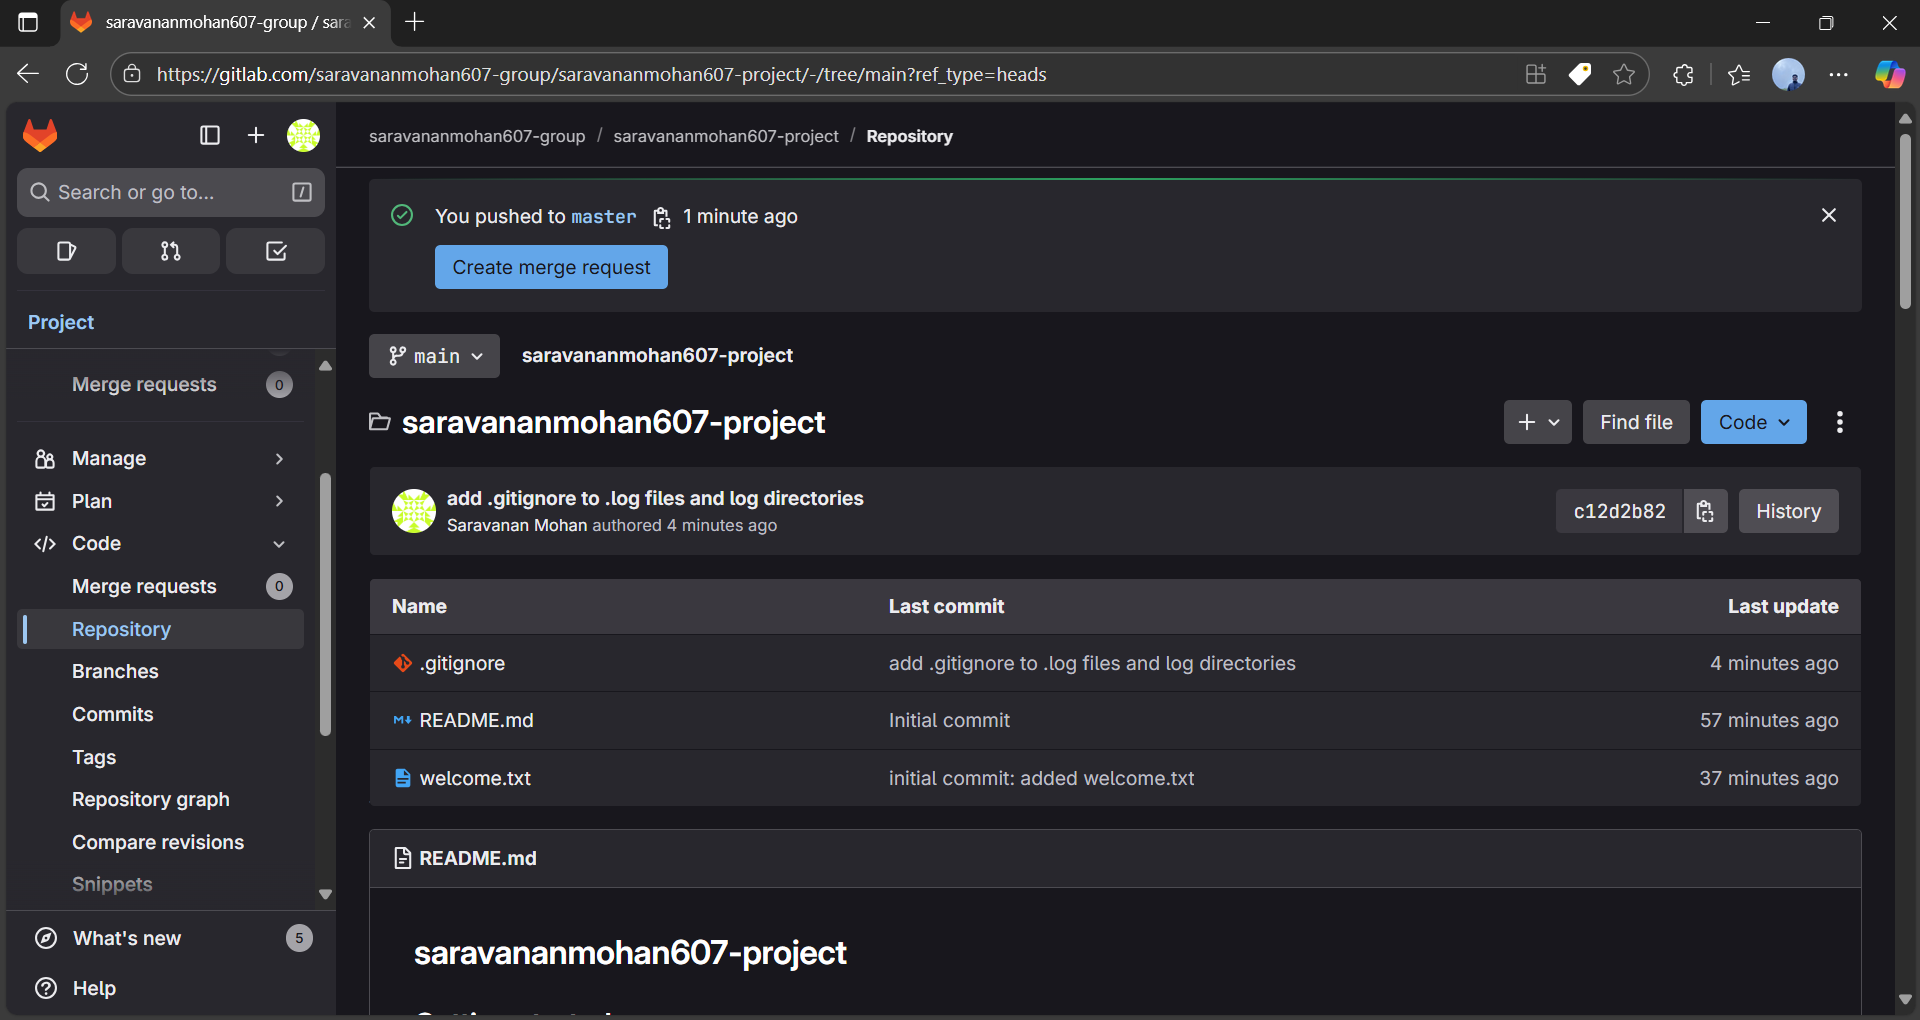 saravananmohan607-group / sara
https://gitlab.com/saravananmohan607-group/saravananmohan607-project/-/tree/main?ref_type=heads
Search or go to...
/
Project
Merge requests 0
Manage
Plan
Code
Merge requests 0
Repository
Branches
Commits
Tags
Repository graph
Compare revisions
Snippets
What's new 5
Help
saravananmohan607-group / saravananmohan607-project / Repository
You pushed to master 1 minute ago
Create merge request
main saravananmohan607-project
saravananmohan607-project
Find file
Code
add .gitignore to .log files and log directories
Saravanan Mohan authored 4 minutes ago
c12d2b82
History
Name Last commit Last update
.gitignore add .gitignore to .log files and log directories 4 minutes ago
README.md Initial commit 57 minutes ago
welcome.txt initial commit: added welcome.txt 37 minutes ago
README.md
saravananmohan607-project